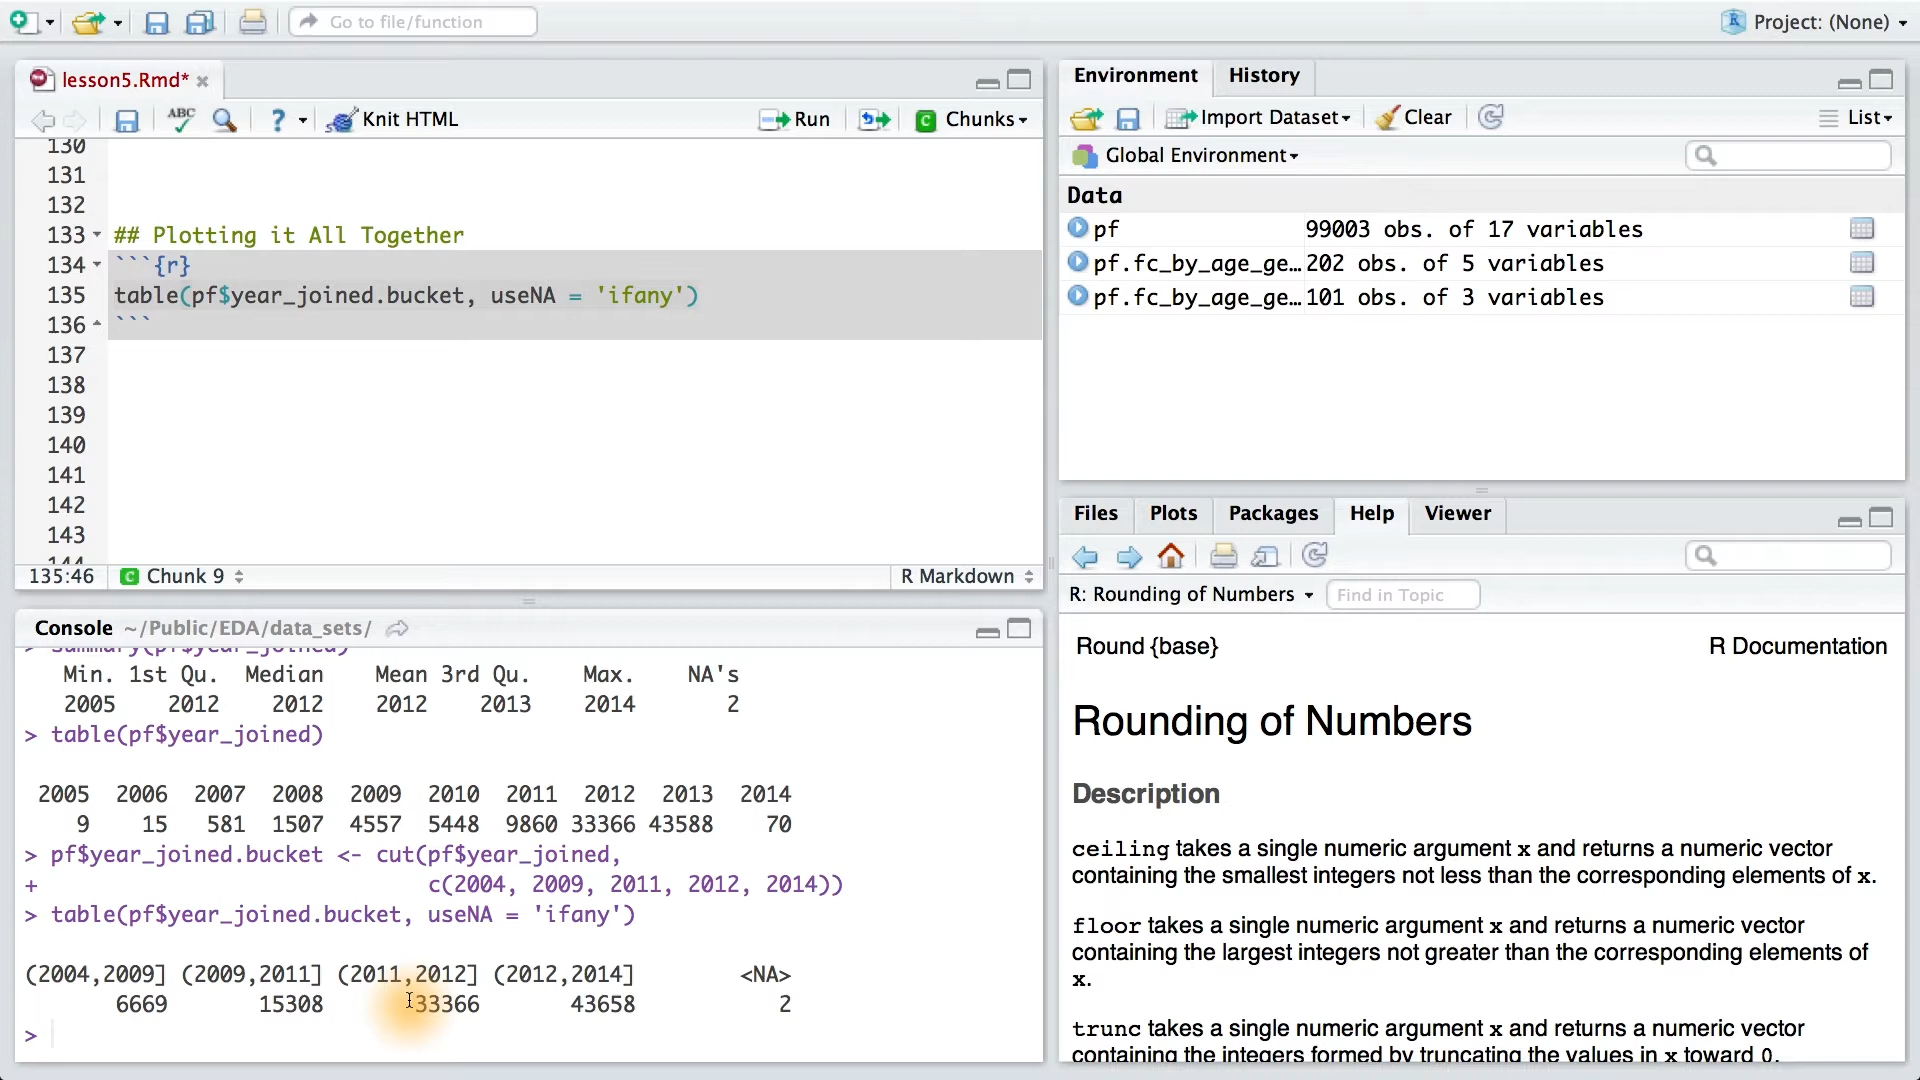 Go to file/function
Project: (None)
lesson5.Rmd*
ABC
?
Knit HTML
Run
C Chunks
130
131
132
133 ## Plotting it All Together
134 ```{r}
135 table(pf$year_joined.bucket, useNA = 'ifany')
136 ```
137
138
139
140
141
142
143
144
135:46 C Chunk 9 R Markdown
Console ~/Public/EDA/data_sets/
> summary(pf$year_joined)
Min. 1st Qu. Median Mean 3rd Qu. Max. NA's
2005 2012 2012 2012 2013 2014 2
> table(pf$year_joined)
2005 2006 2007 2008 2009 2010 2011 2012 2013 2014
9 15 581 1507 4557 5448 9860 33366 43588 70
> pf$year_joined.bucket <- cut(pf$year_joined,
+ c(2004, 2009, 2011, 2012, 2014))
> table(pf$year_joined.bucket, useNA = 'ifany')
(2004,2009] (2009,2011] (2011,2012] (2012,2014] <NA>
6669 15308 33366 43658 2
>
Environment History
Import Dataset Clear List
Global Environment
Data
pf 99003 obs. of 17 variables
pf.fc_by_age_ge… 202 obs. of 5 variables
pf.fc_by_age_ge… 101 obs. of 3 variables
Files Plots Packages Help Viewer
R: Rounding of Numbers Find in Topic
Round {base} R Documentation
Rounding of Numbers
Description
ceiling takes a single numeric argument x and returns a numeric vector
containing the smallest integers not less than the corresponding elements of x.
floor takes a single numeric argument x and returns a numeric vector
containing the largest integers not greater than the corresponding elements of
x.
trunc takes a single numeric argument x and returns a numeric vector
containing the integers formed by truncating the values in x toward 0.